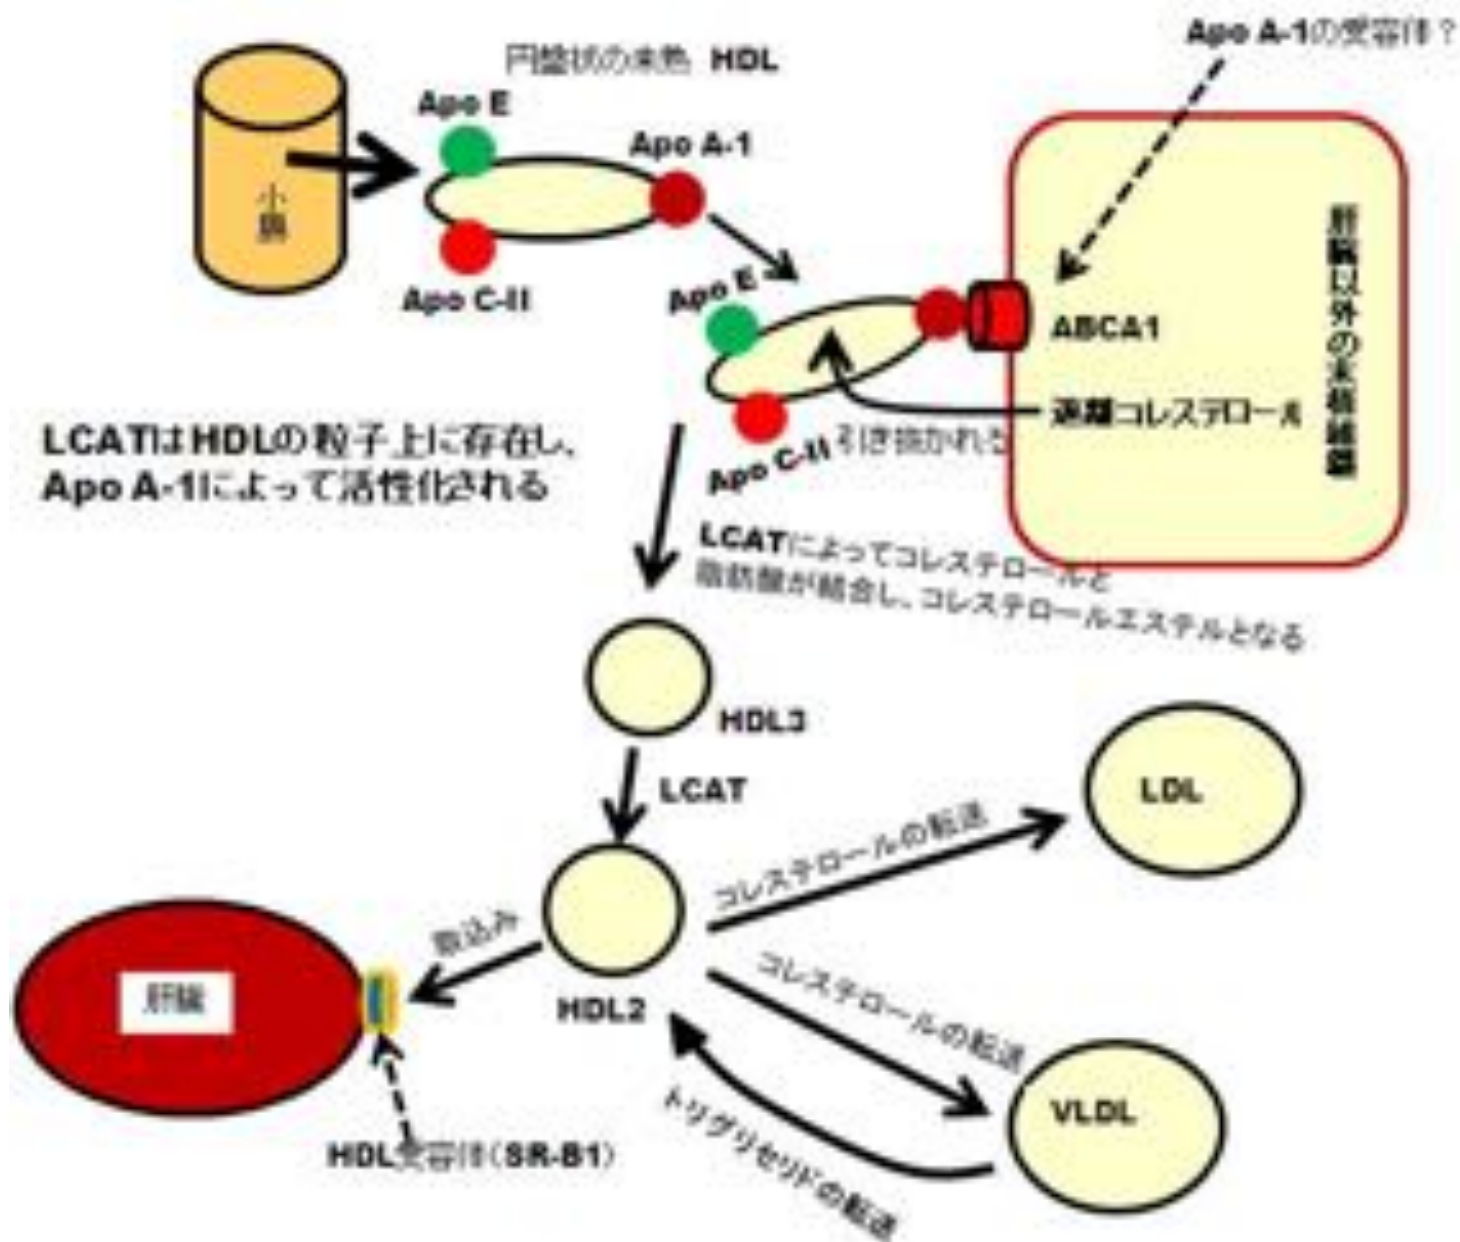 Apo A-1の受容体？
円盤状の未熟 HDL
Apo E
Apo A-1
小腸
Apo C-II
Apo E
ABCA1
肝臓以外の末梢組織
遊離コレステロール
引き抜かれる
Apo C-II
LCATはHDLの粒子上に存在し、
Apo A-1によって活性化される
LCATによってコレステロールと
脂肪酸が結合し、コレステロールエステルとなる
HDL3
LCAT
LDL
コレステロールの転送
取込み
肝臓
HDL2
コレステロールの転送
VLDL
トリグリセリドの転送
HDL受容体（SR-B1）